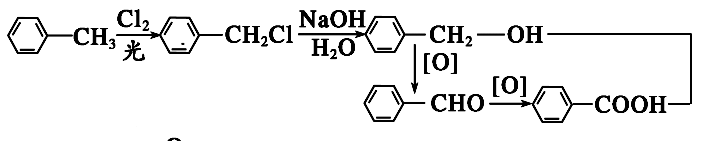 CH₃ Cl₂ 光 CH₂Cl NaOH H₂O CH₂—OH
[O]
CHO [O] COOH